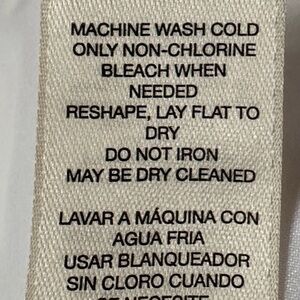 MACHINE WASH COLD
ONLY NON-CHLORINE
BLEACH WHEN
NEEDED
RESHAPE, LAY FLAT TO
DRY
DO NOT IRON
MAY BE DRY CLEANED
LAVAR A MÁQUINA CON
AGUA FRIA
USAR BLANQUEADOR
SIN CLORO CUANDO